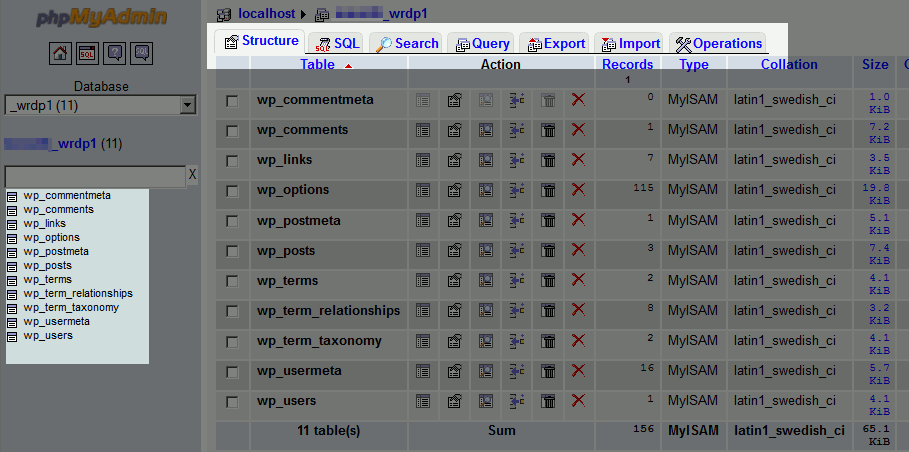 phpMyAdmin
localhost
_wrdp1
SQL
SQL
Database
_wrdp1 (11)
_wrdp1 (11)
X
wp_commentmeta
wp_comments
wp_links
wp_options
wp_postmeta
wp_posts
wp_terms
wp_term_relationships
wp_term_taxonomy
wp_usermeta
wp_users
Structure SQL Search Query Export Import Operations
Table Action Records Type Collation Size
1
wp_commentmeta 0 MyISAM latin1_swedish_ci 1.0 KiB
wp_comments 1 MyISAM latin1_swedish_ci 7.2 KiB
wp_links 7 MyISAM latin1_swedish_ci 3.5 KiB
wp_options 115 MyISAM latin1_swedish_ci 19.8 KiB
wp_postmeta 1 MyISAM latin1_swedish_ci 5.1 KiB
wp_posts 3 MyISAM latin1_swedish_ci 7.4 KiB
wp_terms 2 MyISAM latin1_swedish_ci 4.1 KiB
wp_term_relationships 8 MyISAM latin1_swedish_ci 3.2 KiB
wp_term_taxonomy 2 MyISAM latin1_swedish_ci 4.1 KiB
wp_usermeta 16 MyISAM latin1_swedish_ci 5.7 KiB
wp_users 1 MyISAM latin1_swedish_ci 4.1 KiB
11 table(s) Sum 156 MyISAM latin1_swedish_ci 65.1 KiB